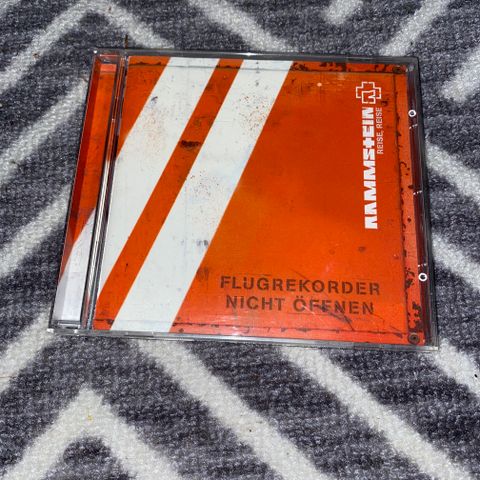 RAMMSTEIN
REISE, REISE
FLUGREKORDER
NICHT ÖFFNEN